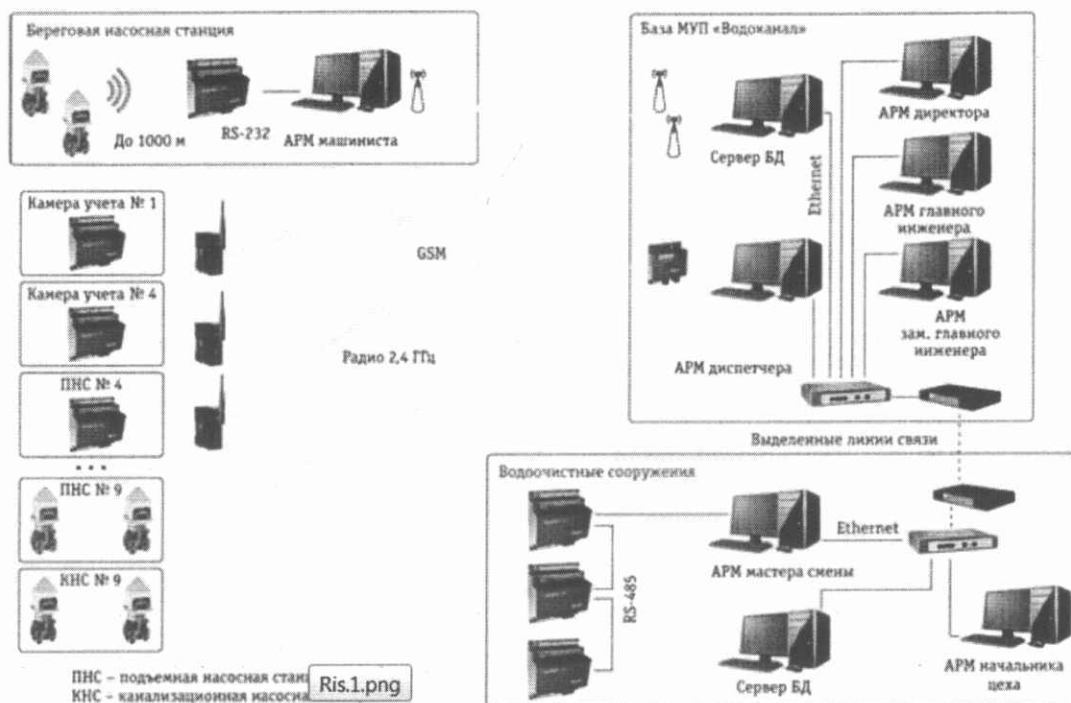 Береговая насосная станция
До 1000 м
RS-232
АРМ машиниста
Камера учета № 1
GSM
Камера учета № 4
Радио 2,4 ГГц
ПНС № 4
...
ПНС № 9
КНС № 9
ПНС – подъемная насосная
КНС – канализационная
Ris.1.png
База МУП «Водоканал»
Сервер БД
Ethernet
АРМ директора
АРМ главного
инженера
АРМ
зам. главного
инженера
АРМ диспетчера
Выделенные линии связи
Водоочистные сооружения
АРМ мастера смены
Ethernet
RS-485
Сервер БД
АРМ начальника
цеха